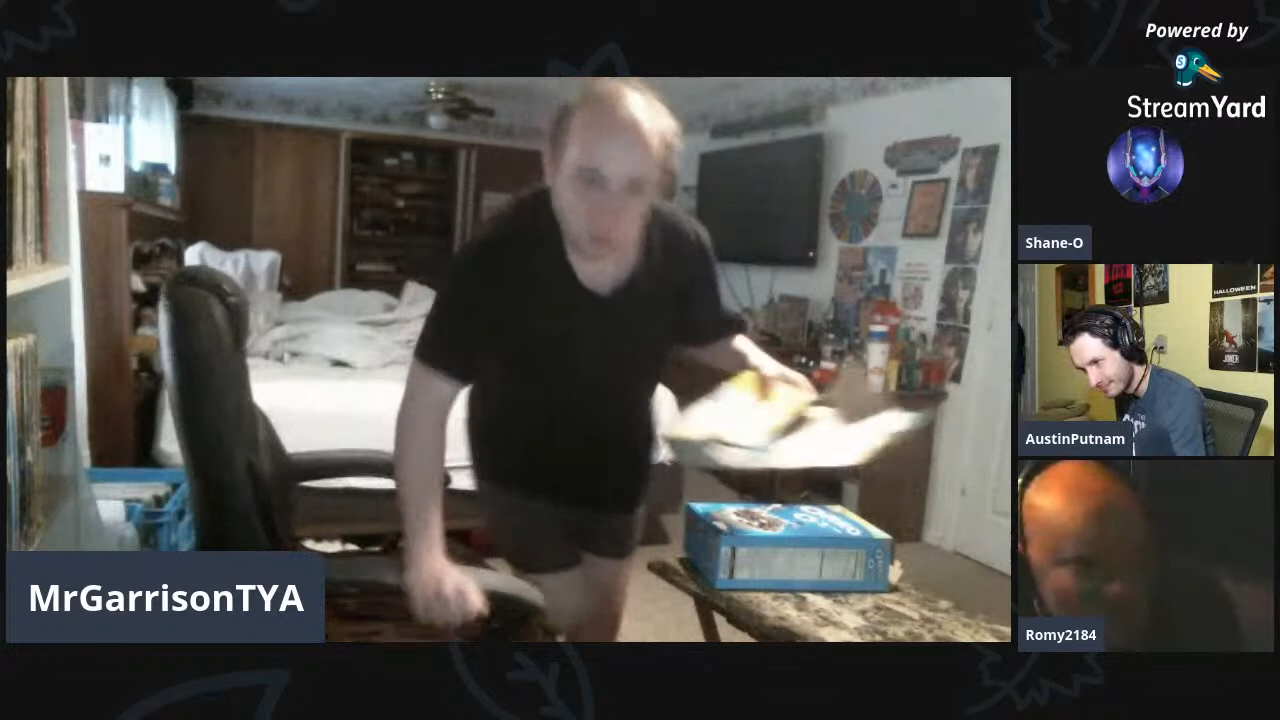 Powered by
StreamYard
Shane-O
HALLOWEEN
JOKER
AustinPutnam
MrGarrisonTYA
Romy2184